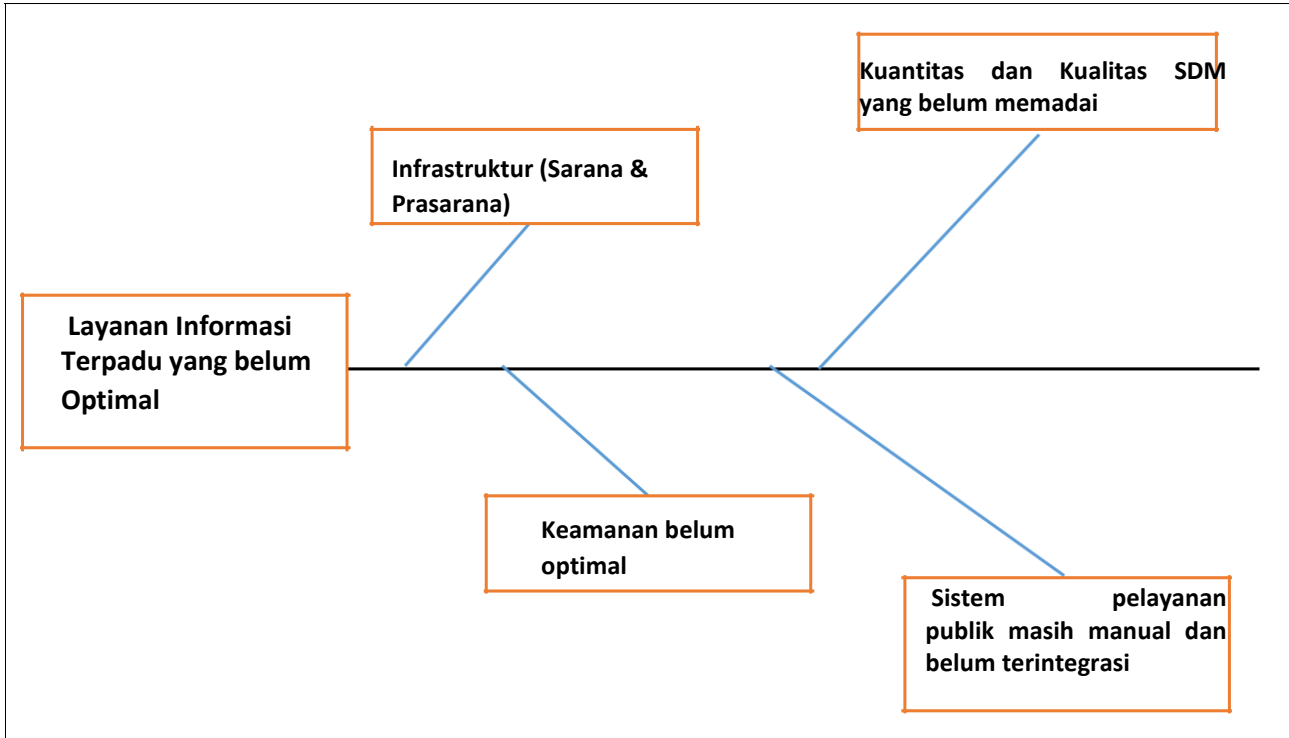 Kuantitas dan Kualitas SDM
yang belum memadai
Infrastruktur (Sarana &
Prasarana)
Layanan Informasi
Terpadu yang belum
Optimal
Keamanan belum
optimal
Sistem pelayanan
publik masih manual dan
belum terintegrasi